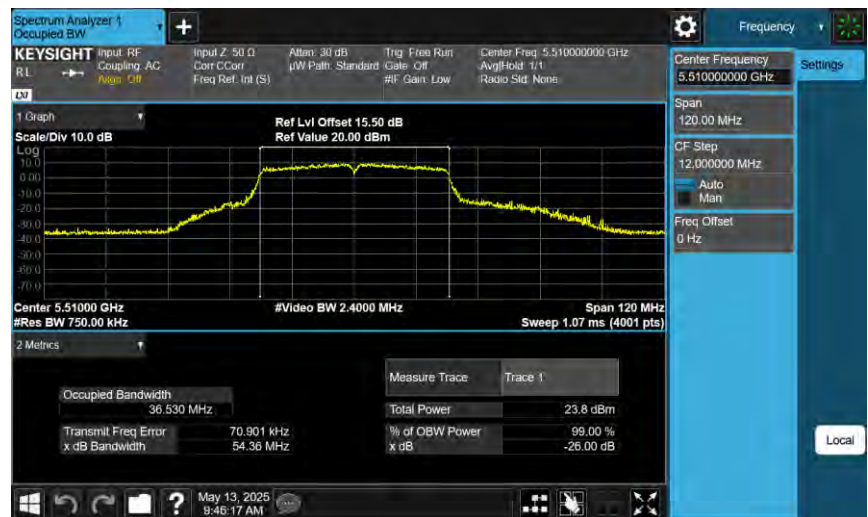 Spectrum Analyzer 1
Occupied BW
Frequency
KEYSIGHT
RL
LXI
Input: RF
Coupling: AC
Align: Off
Input Z: 50 Ω
Corr CCorr
Freq Ref: Int (S)
Atten: 30 dB
µW Path: Standard
Trig: Free Run
Gate: Off
#IF Gain: Low
Center Freq: 5.510000000 GHz
Avg|Hold: 1/1
Radio Std: None
Center Frequency
5.510000000 GHz
Settings
Span
120.00 MHz
CF Step
12.000000 MHz
Auto
Man
Freq Offset
0 Hz
1 Graph
Scale/Div 10.0 dB
Ref Lvl Offset 15.50 dB
Ref Value 20.00 dBm
Log
10.0
0.00
-10.0
-20.0
-30.0
-40.0
-50.0
-60.0
-70.0
Center 5.51000 GHz
#Video BW 2.4000 MHz
Span 120 MHz
#Res BW 750.00 kHz
Sweep 1.07 ms (4001 pts)
2 Metrics
Measure Trace
Trace 1
Occupied Bandwidth
36.530 MHz
Total Power
23.8 dBm
Transmit Freq Error
70.901 kHz
% of OBW Power
99.00 %
x dB Bandwidth
54.36 MHz
x dB
-26.00 dB
Local
?
May 13, 2025
9:46:17 AM